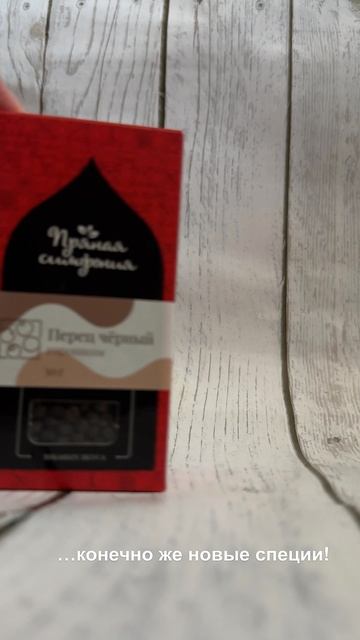 Пряная
симфония
Перец чёрный
…конечно же новые специи!